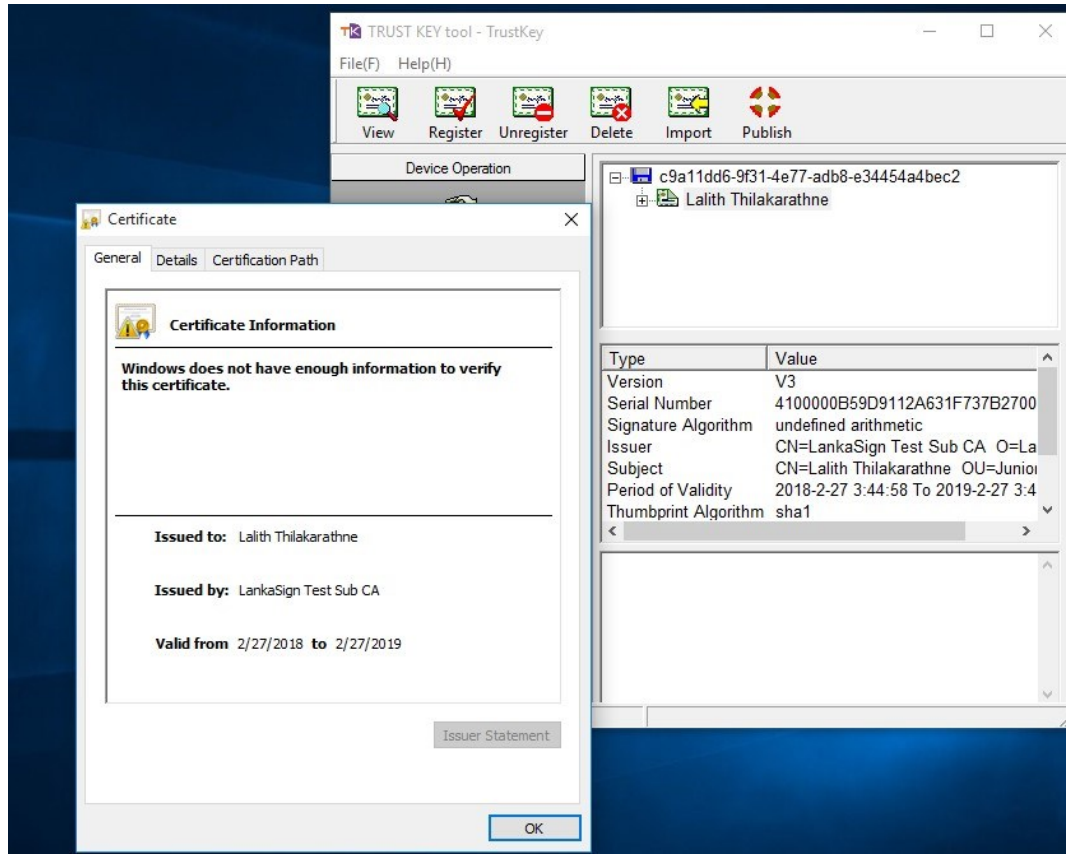 TRUST KEY tool - TrustKey
File(F) Help(H)
View Register Unregister Delete Import Publish
Device Operation
c9a11dd6-9f31-4e77-adb8-e34454a4bec2
Lalith Thilakarathne
Certificate
General Details Certification Path
Certificate Information
Windows does not have enough information to verify
this certificate.
Issued to: Lalith Thilakarathne
Issued by: LankaSign Test Sub CA
Valid from 2/27/2018 to 2/27/2019
Issuer Statement
OK
Type Value
Version V3
Serial Number 4100000B59D9112A631F737B2700
Signature Algorithm undefined arithmetic
Issuer CN=LankaSign Test Sub CA O=La
Subject CN=Lalith Thilakarathne OU=Junior
Period of Validity 2018-2-27 3:44:58 To 2019-2-27 3:4
Thumbprint Algorithm sha1